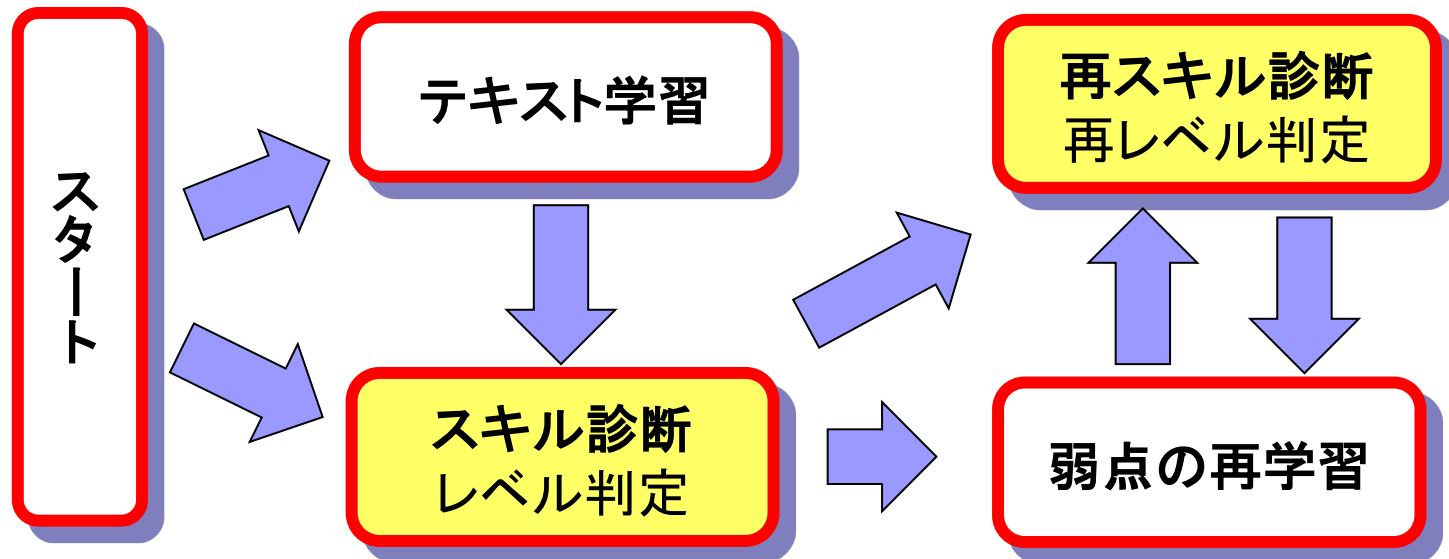 スタート
テキスト学習
スキル診断
レベル判定
再スキル診断
再レベル判定
弱点の再学習